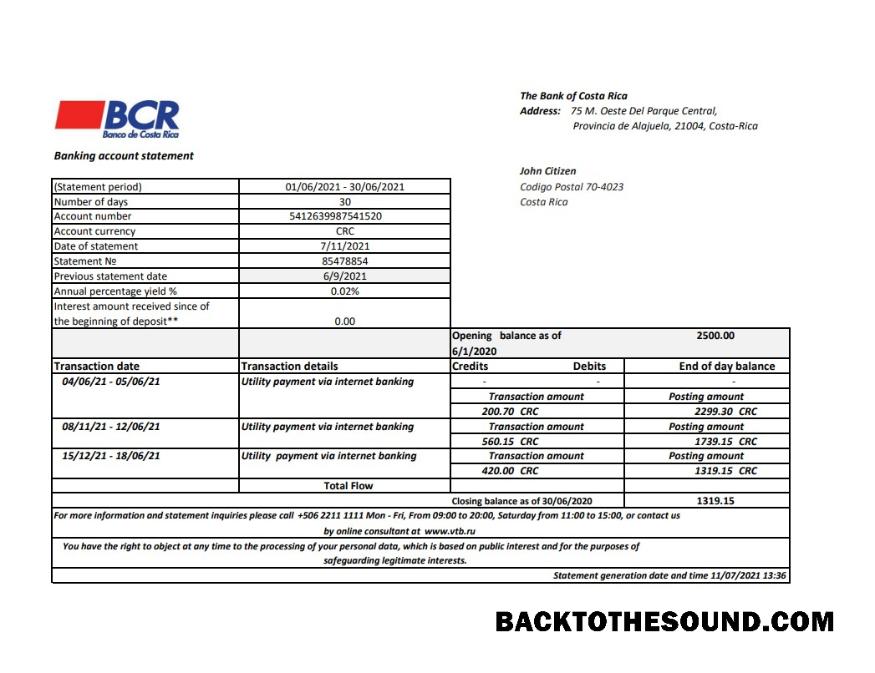 BCR
Banco de Costa Rica
The Bank of Costa Rica
Address: 75 M. Oeste Del Parque Central,
Provincia de Alajuela, 21004, Costa-Rica
Banking account statement
John Citizen
Codigo Postal 70-4023
Costa Rica
(Statement period) 01/06/2021 - 30/06/2021
Number of days 30
Account number 5412639987541520
Account currency CRC
Date of statement 7/11/2021
Statement № 85478854
Previous statement date 6/9/2021
Annual percentage yield % 0.02%
Interest amount received since of
the beginning of deposit** 0.00
Opening balance as of 2500.00
6/1/2020
Transaction date Transaction details Credits Debits End of day balance
04/06/21 - 05/06/21 Utility payment via internet banking - - -
Transaction amount Posting amount
200.70 CRC 2299.30 CRC
08/11/21 - 12/06/21 Utility payment via internet banking Transaction amount Posting amount
560.15 CRC 1739.15 CRC
15/12/21 - 18/06/21 Utility payment via internet banking Transaction amount Posting amount
420.00 CRC 1319.15 CRC
Total Flow
Closing balance as of 30/06/2020 1319.15
For more information and statement inquiries please call +506 2211 1111 Mon - Fri, From 09:00 to 20:00, Saturday from 11:00 to 15:00, or contact us
by online consultant at www.vtb.ru
You have the right to object at any time to the processing of your personal data, which is based on public interest and for the purposes of
safeguarding legitimate interests.
Statement generation date and time 11/07/2021 13:36
BACKTOTHESOUND.COM